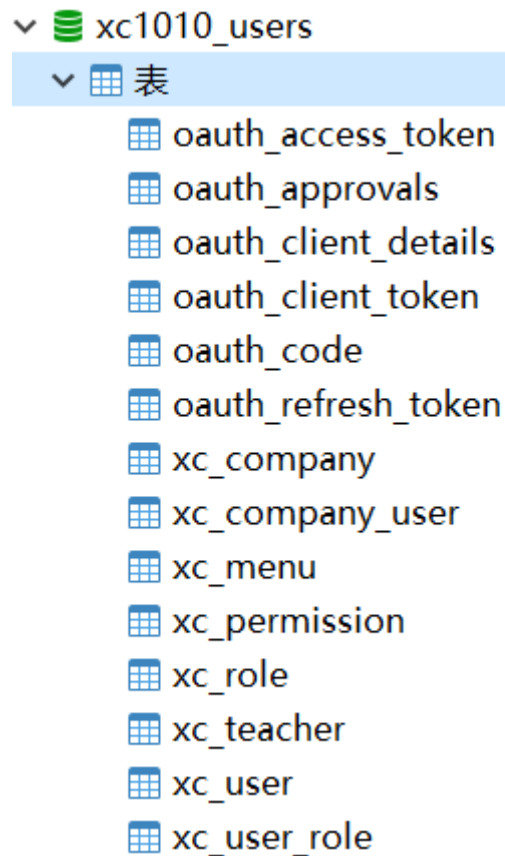 xc1010_users
表
oauth_access_token
oauth_approvals
oauth_client_details
oauth_client_token
oauth_code
oauth_refresh_token
xc_company
xc_company_user
xc_menu
xc_permission
xc_role
xc_teacher
xc_user
xc_user_role